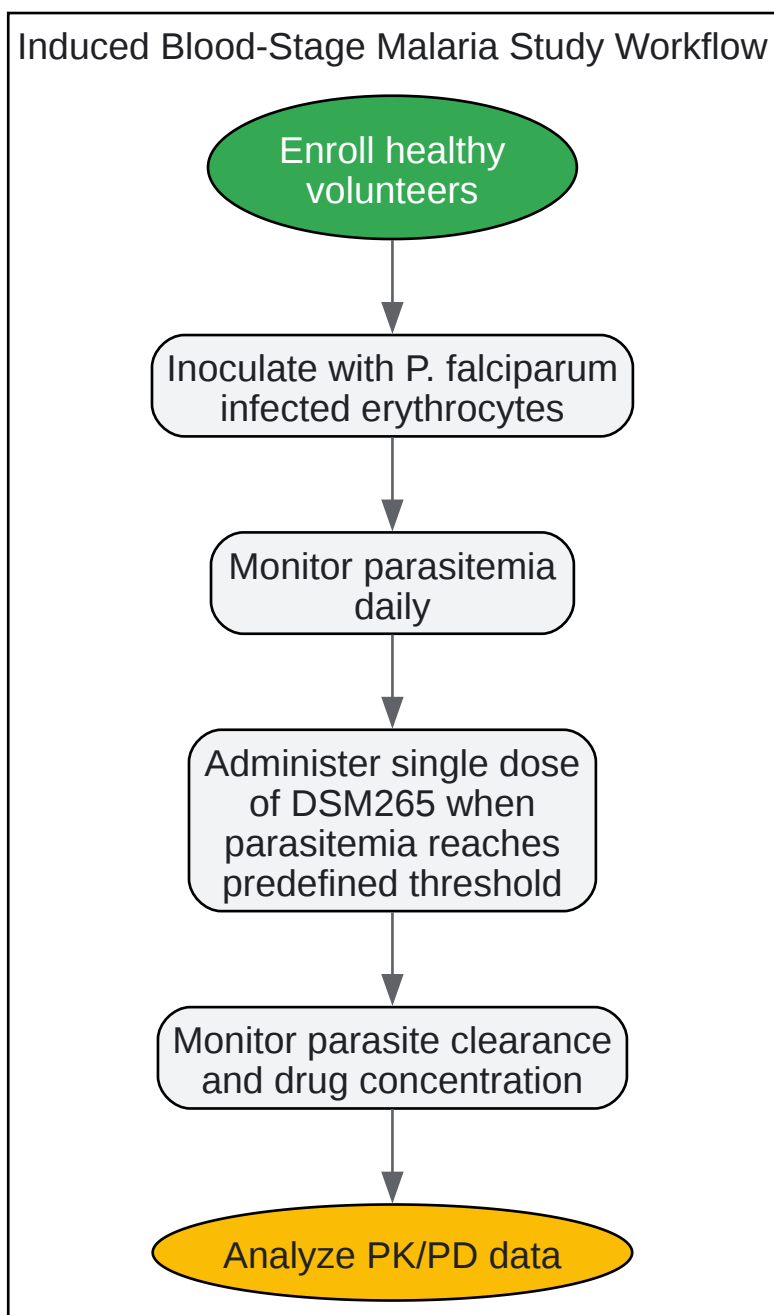 Induced Blood-Stage Malaria Study Workflow
Enroll healthy
volunteers
Inoculate with P. falciparum
infected erythrocytes
Monitor parasitemia
daily
Administer single dose
of DSM265 when
parasitemia reaches
predefined threshold
Monitor parasite clearance
and drug concentration
Analyze PK/PD data